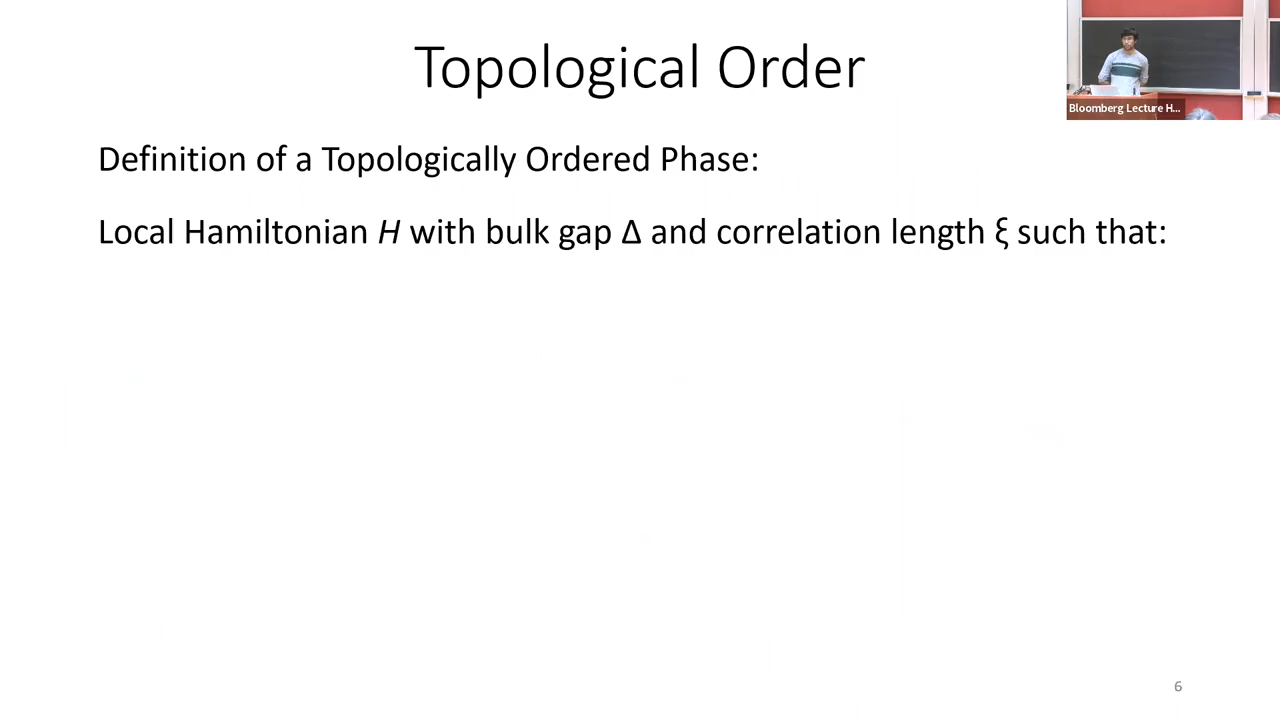 Topological Order
Bloomberg Lecture H...
Definition of a Topologically Ordered Phase:
Local Hamiltonian H with bulk gap Δ and correlation length ξ such that:
6